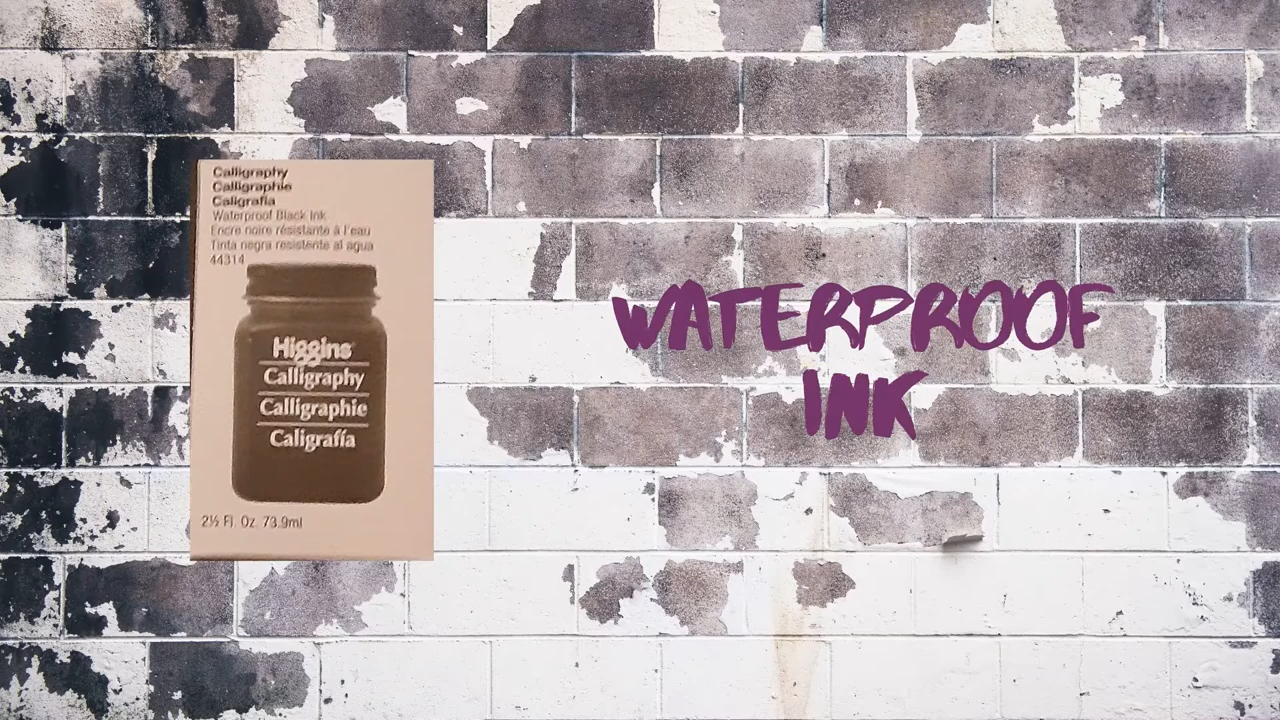 Calligraphy
Calligraphie
Caligrafía
Waterproof Black Ink
Encre noire résistante à l'eau
Tinta negra resistente al agua
44314
Higgins
Calligraphy
Calligraphie
Caligrafía
2½ Fl. Oz. 73.9ml
WATERPROOF
INK